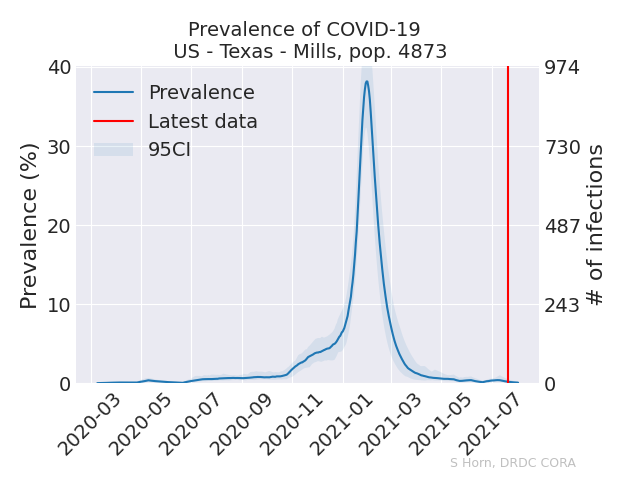 Prevalence of COVID-19
US - Texas - Mills, pop. 4873
Prevalence (%)
40
30
20
10
0
Prevalence
Latest data
95CI
974
730
487
243
0
# of infections
2020-03
2020-05
2020-07
2020-09
2020-11
2021-01
2021-03
2021-05
2021-07
S Horn, DRDC CORA